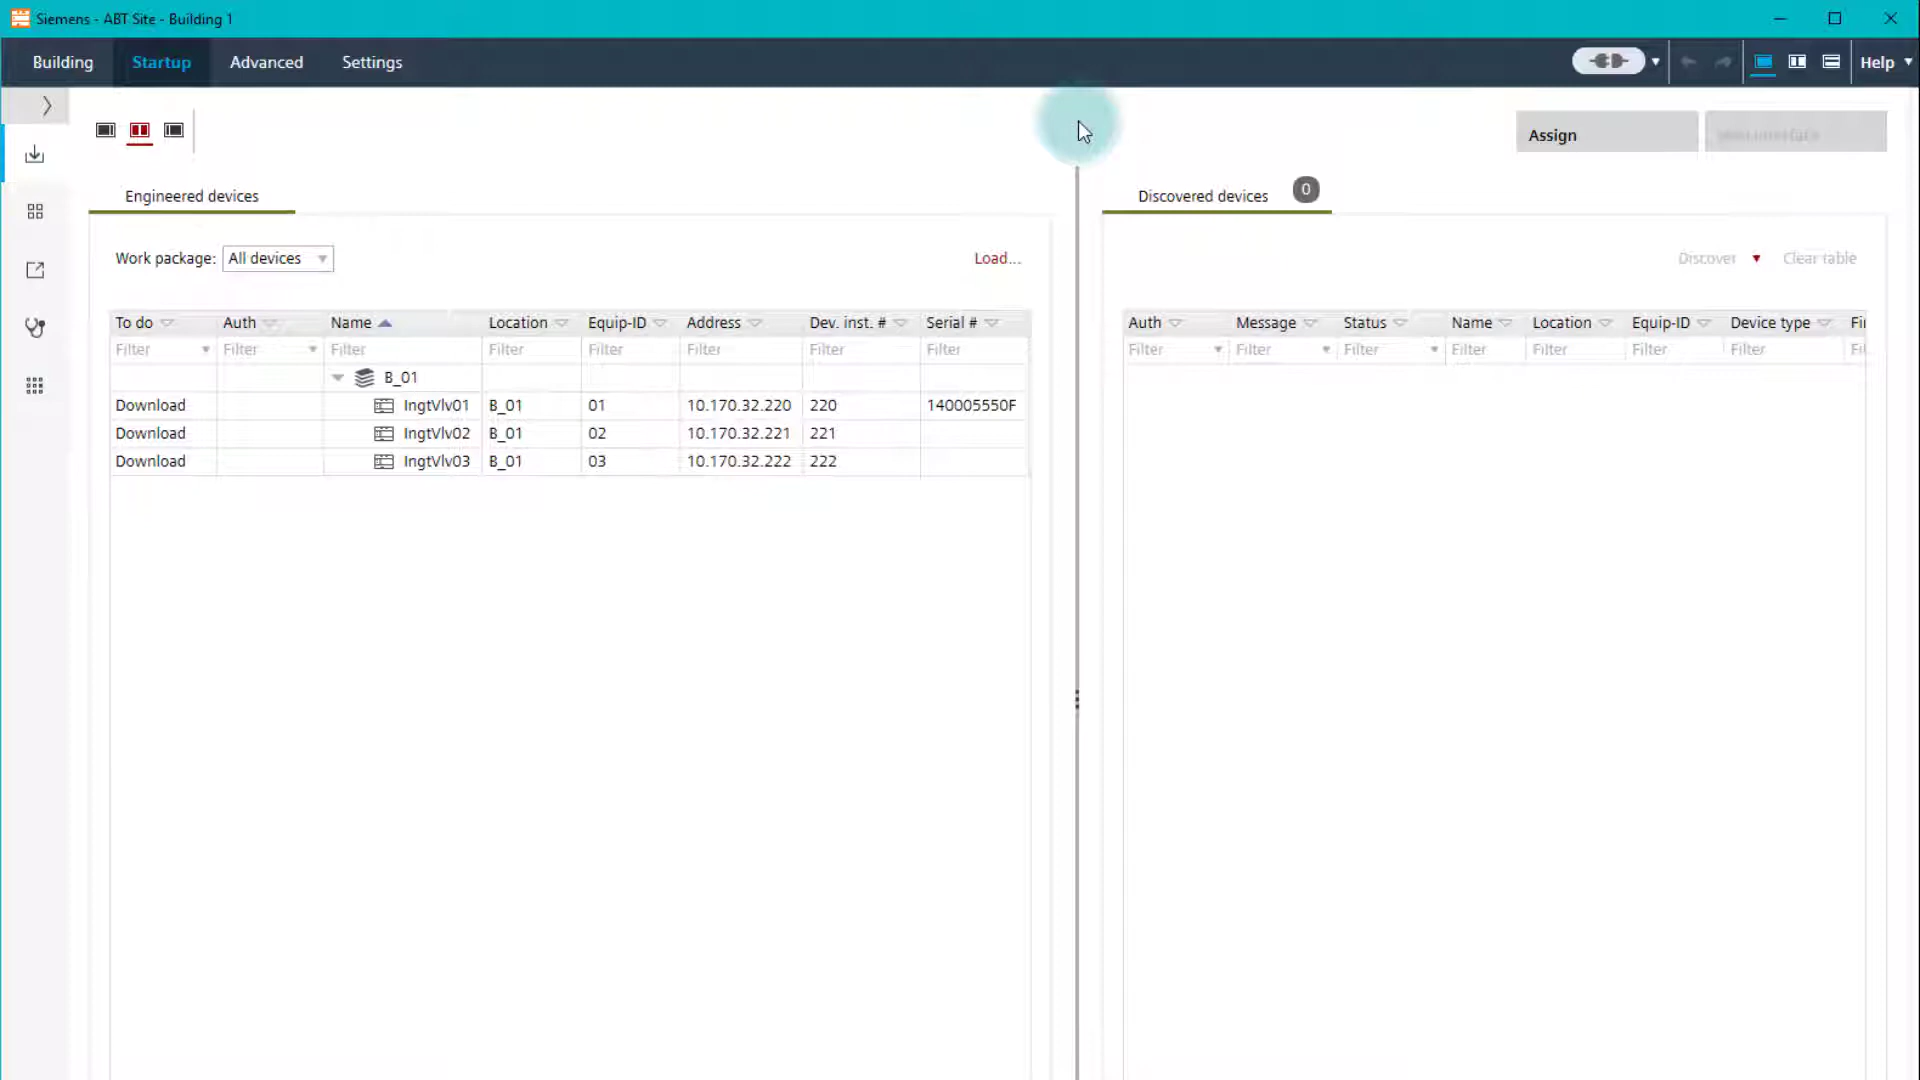 Siemens - ABT Site - Building 1
Building Startup Advanced Settings Help
Assign
Engineered devices
Discovered devices 0
Work package: All devices Load...
Discover Clear table
To do Auth Name Location Equip-ID Address Dev. inst. # Serial #
Filter Filter Filter Filter Filter Filter Filter Filter
B_01
Download IngtVlv01 B_01 01 10.170.32.220 220 140005550F
Download IngtVlv02 B_01 02 10.170.32.221 221
Download IngtVlv03 B_01 03 10.170.32.222 222
Auth Message Status Name Location Equip-ID Device type
Filter Filter Filter Filter Filter Filter Filter